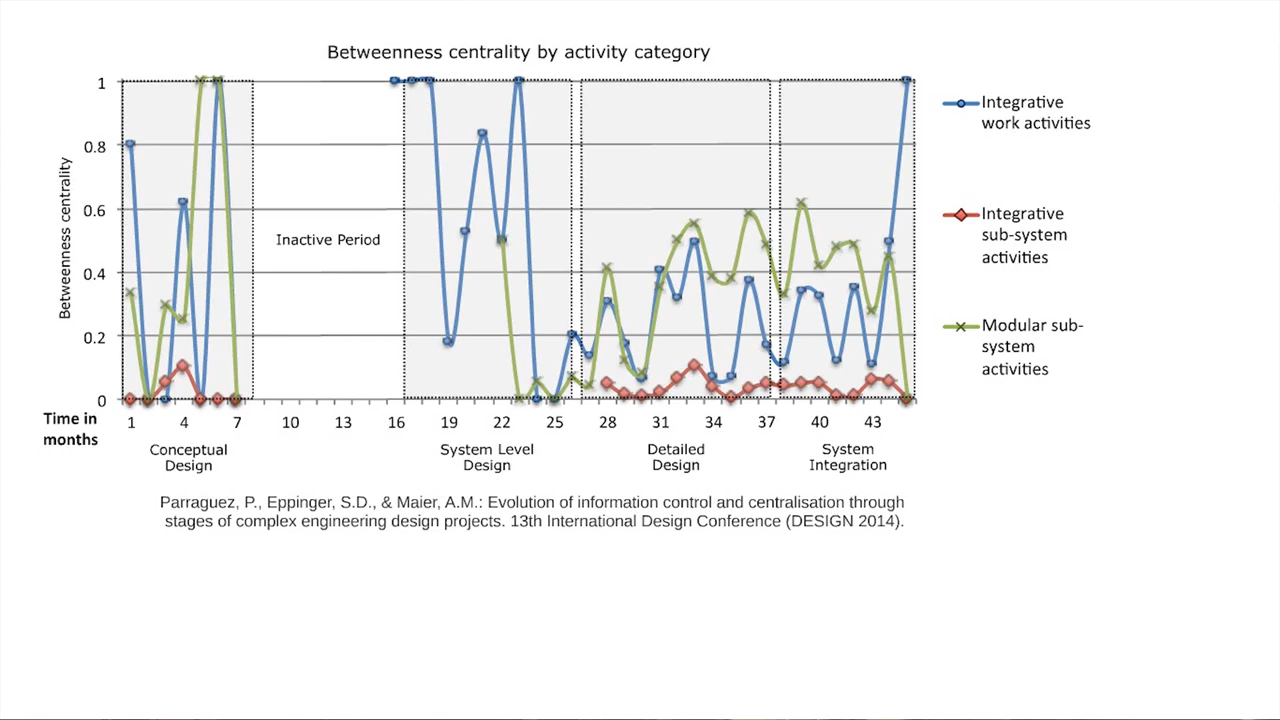 Betweenness centrality by activity category
Betweenness centrality
1
0.8
0.6
0.4
0.2
0
Inactive Period
Time in
months
1 4 7 10 13 16 19 22 25 28 31 34 37 40 43
Conceptual
Design
System Level
Design
Detailed
Design
System
Integration
Integrative
work activities
Integrative
sub-system
activities
Modular sub-
system
activities
Parraguez, P., Eppinger, S.D., & Maier, A.M.: Evolution of information control and centralisation through
stages of complex engineering design projects. 13th International Design Conference (DESIGN 2014).